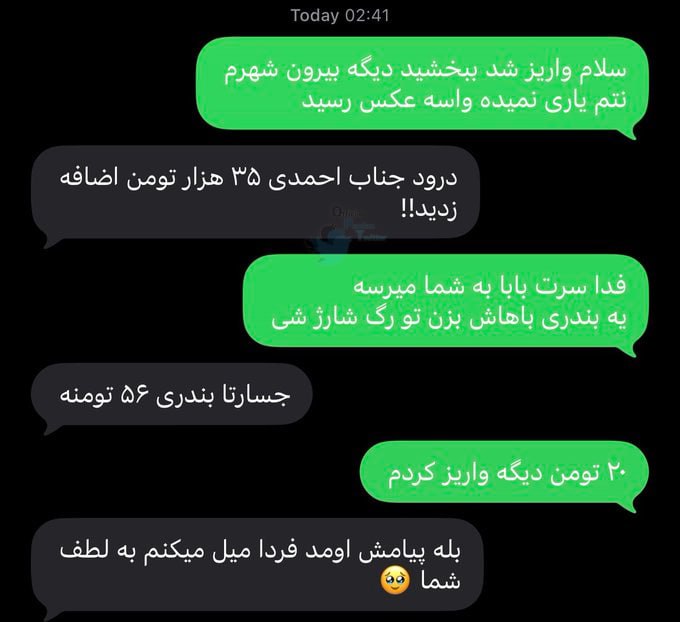 Today 02:41
سلام واریز شد ببخشید دیگه بیرون شهرم
نتم یاری نمیده واسه عکس رسید
درود جناب احمدی ۳۵ هزار تومن اضافه
زدید!!
فدا سرت بابا به شما میرسه
یه بندری باهاش بزن تو رگ شارژ شی
جسارتا بندری ۵۶ تومنه
۲۰ تومن دیگه واریز کردم
بله پیامش اومد فردا میل میکنم به لطف
شما 🥹